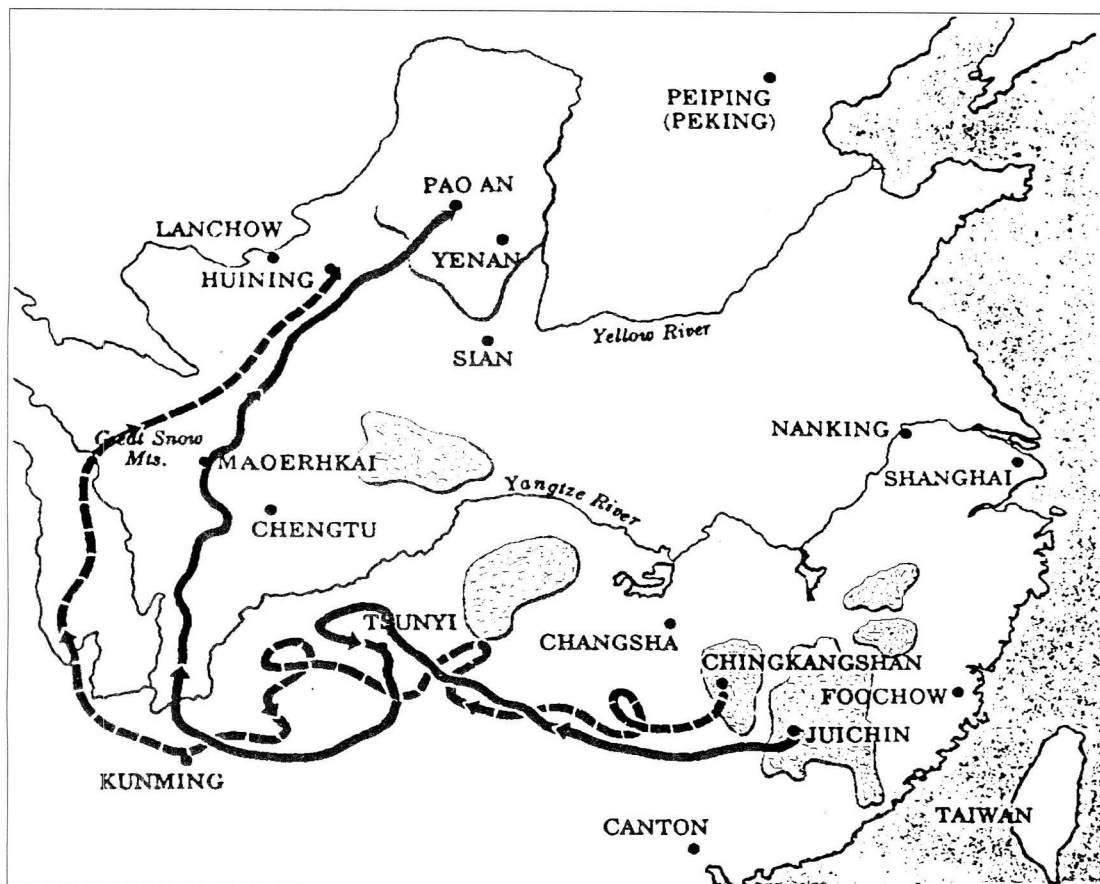 PEIPING
(PEKING)
PAO AN
LANCHOW
YENAN
HUINING
Yellow River
SIAN
Great Snow
Mts.
NANKING
MAOERHKAI
SHANGHAI
Yangtze River
CHENGTU
TSUNYI
CHANGSHA
CHINGKANGSHAN
FOOCHOW
JUICHIN
KUNMING
TAIWAN
CANTON